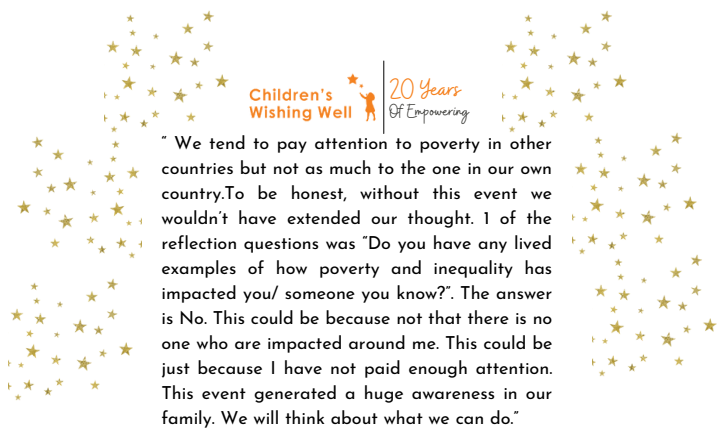 Children's
Wishing Well
20 Years
Of Empowering
" We tend to pay attention to poverty in other
countries but not as much to the one in our own
country.To be honest, without this event we
wouldn't have extended our thought. 1 of the
reflection questions was "Do you have any lived
examples of how poverty and inequality has
impacted you/ someone you know?". The answer
is No. This could be because not that there is no
one who are impacted around me. This could be
just because I have not paid enough attention.
This event generated a huge awareness in our
family. We will think about what we can do."